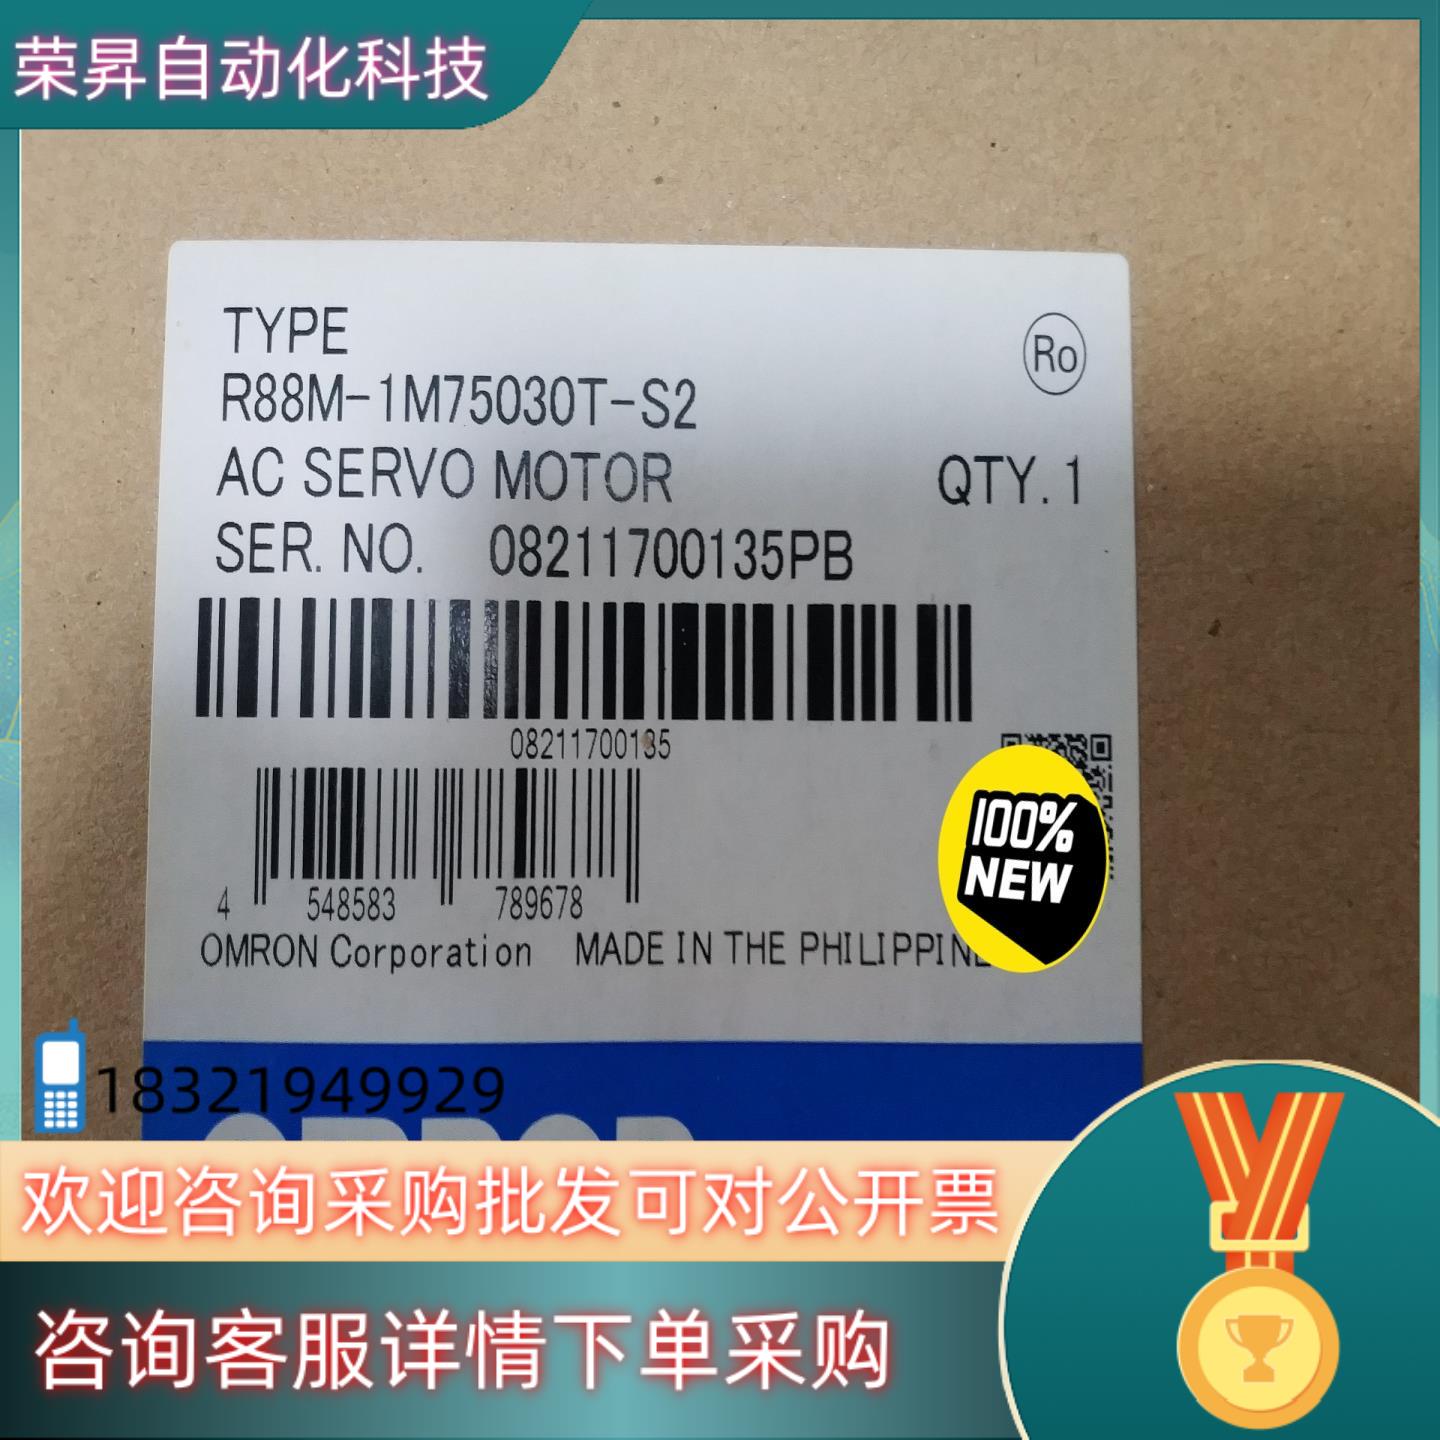 荣昇自动化科技
TYPE
Ro
R88M-1M75030T-S2
AC SERVO MOTOR QTY. 1
SER. NO. 08211700135PB
08211700135
100%
NEW
4 548583 789678
OMRON Corporation MADE IN THE PHILIPPINE
18321949929
OMRON
欢迎咨询采购批发可对公开票
咨询客服详情下单采购